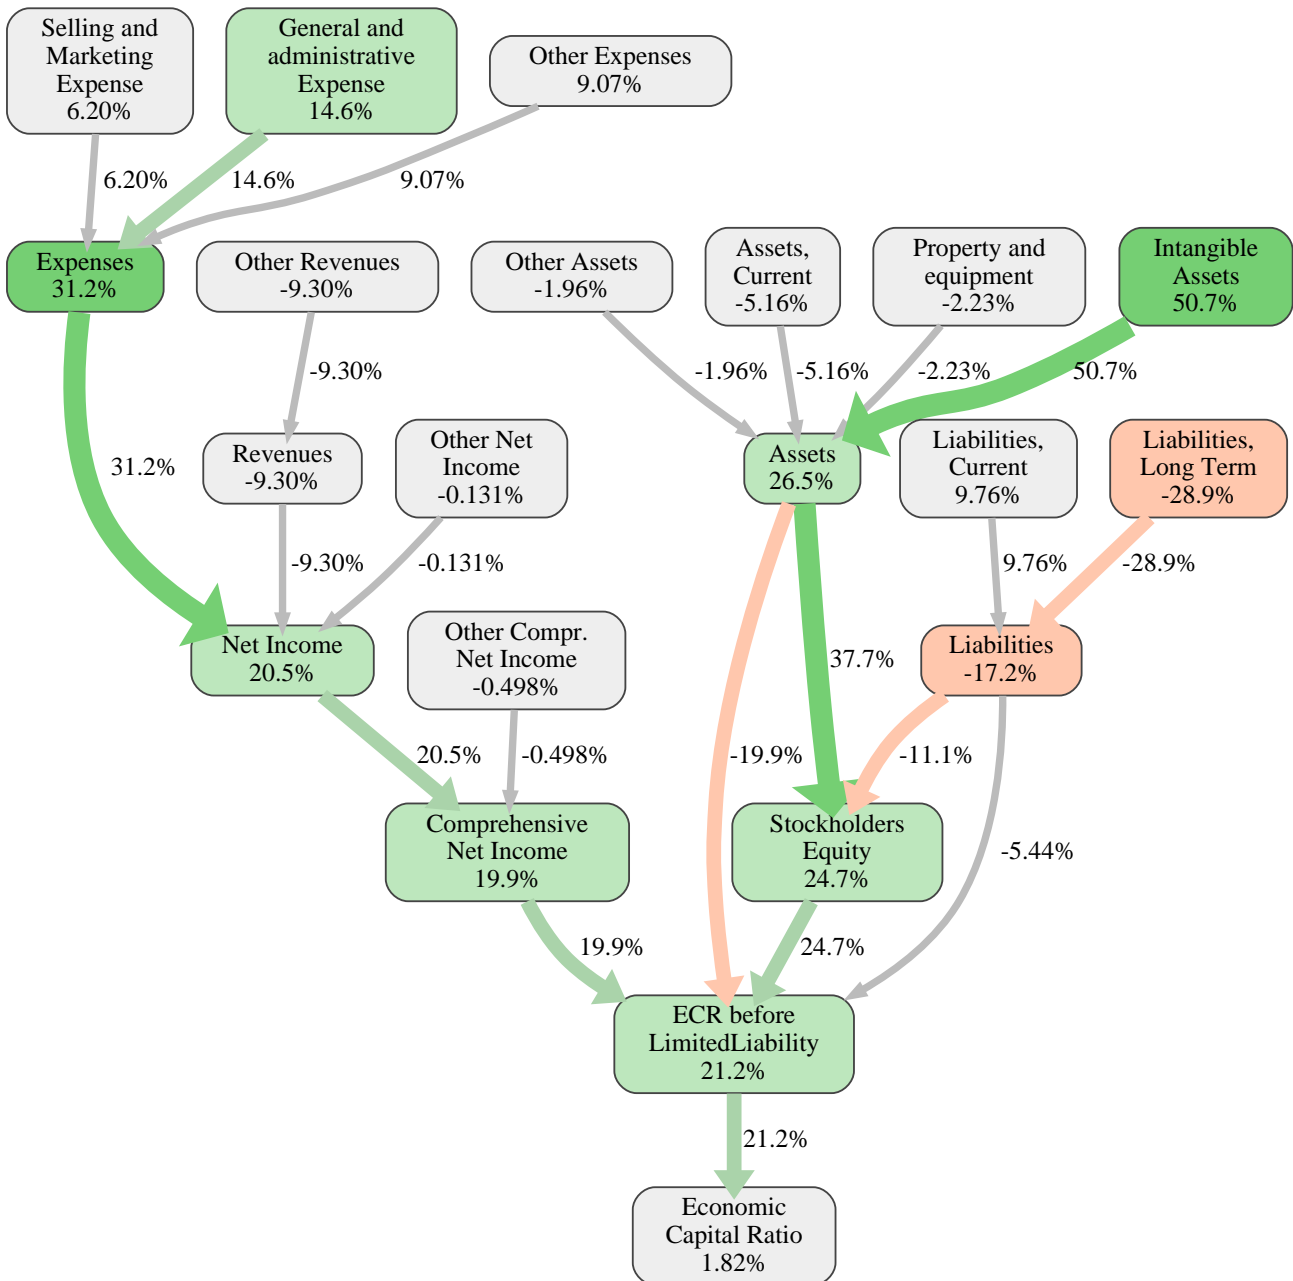 Selling and
Marketing
Expense
6.20%
General and
administrative
Expense
14.6%
Other Expenses
9.07%
6.20%
14.6%
9.07%
Expenses
31.2%
Other Revenues
-9.30%
Other Assets
-1.96%
Assets,
Current
-5.16%
Property and
equipment
-2.23%
Intangible
Assets
50.7%
-9.30%
-1.96%
-5.16%
-2.23%
50.7%
31.2%
Revenues
-9.30%
Other Net
Income
-0.131%
Assets
26.5%
Liabilities,
Current
9.76%
Liabilities,
Long Term
-28.9%
-9.30%
-0.131%
9.76%
-28.9%
Net Income
20.5%
Other Compr.
Net Income
-0.498%
37.7%
Liabilities
-17.2%
20.5%
-0.498%
-19.9%
-11.1%
Comprehensive
Net Income
19.9%
Stockholders
Equity
24.7%
-5.44%
19.9%
24.7%
ECR before
LimitedLiability
21.2%
21.2%
Economic
Capital Ratio
1.82%